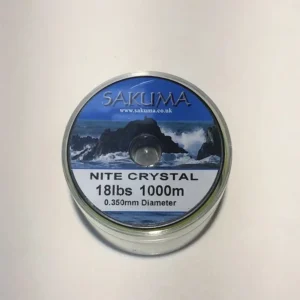 SAKUMA
www.sakuma.co.uk
NITE CRYSTAL
18lbs 1000m
0.350mm Diameter